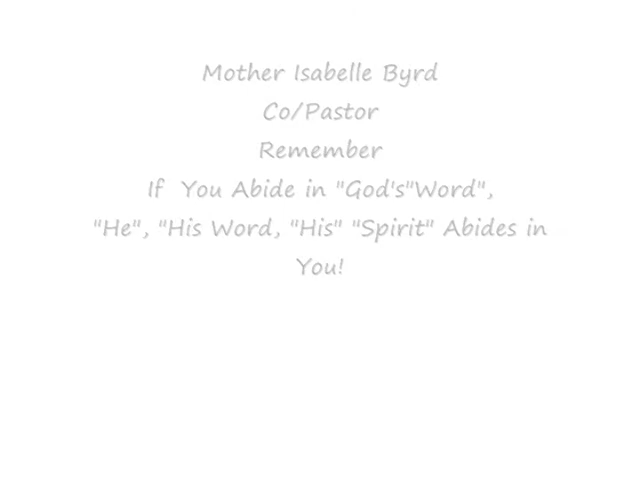 Mother Isabelle Byrd
Co/Pastor
Remember
If  You Abide in "God's"Word",
"He", "His Word, "His" "Spirit" Abides in
You!